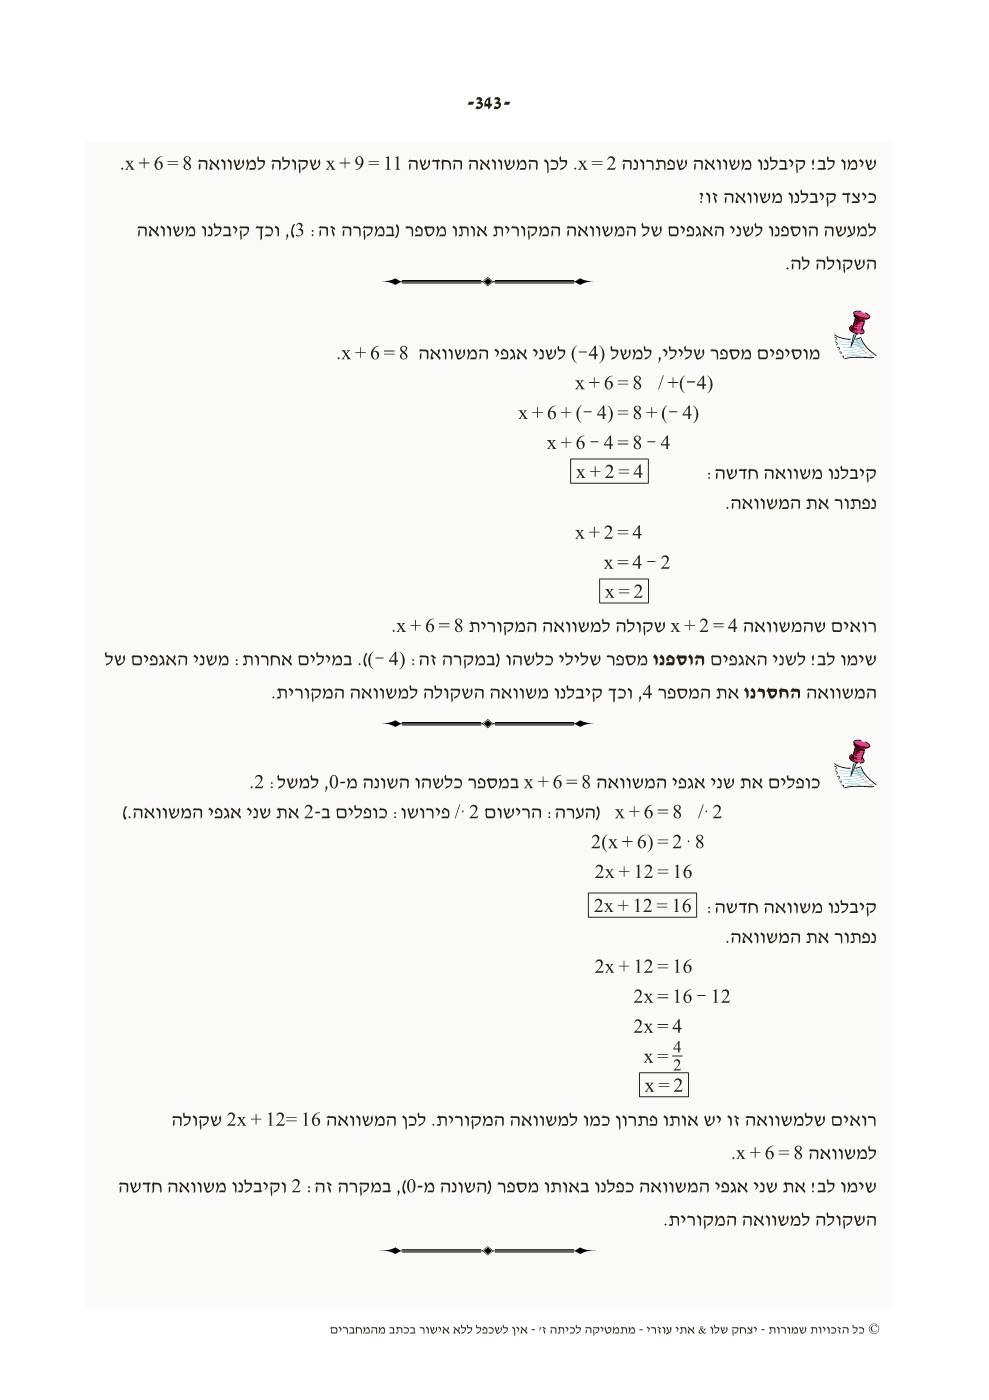 -343-
שימו לב! קיבלנו משוואה שפתרונה x = 2. לכן המשוואה החדשה x + 9 = 11 שקולה למשוואה x + 6 = 8.
כיצד קיבלנו משוואה זו?
למעשה הוספנו לשני האגפים של המשוואה המקורית אותו מספר (במקרה זה: 3), וכך קיבלנו משוואה
השקולה לה.
מוסיפים מספר שלילי, למשל (−4) לשני אגפי המשוואה x + 6 = 8.
x + 6 = 8 / +(−4)
x + 6 + (− 4) = 8 + (− 4)
x + 6 − 4 = 8 − 4
קיבלנו משוואה חדשה: x + 2 = 4
נפתור את המשוואה.
x + 2 = 4
x = 4 − 2
x = 2
רואים שהמשוואה x + 2 = 4 שקולה למשוואה המקורית x + 6 = 8.
שימו לב! לשני האגפים הוספנו מספר שלילי כלשהו (במקרה זה: (− 4)). במילים אחרות: משני האגפים של
המשוואה החסרנו את המספר 4, וכך קיבלנו משוואה השקולה למשוואה המקורית.
כופלים את שני אגפי המשוואה x + 6 = 8 במספר כלשהו השונה מ-0, למשל: 2.
x + 6 = 8 /· 2 (הערה: הרישום /· 2 פירושו: כופלים ב-2 את שני אגפי המשוואה.)
2(x + 6) = 2 · 8
2x + 12 = 16
קיבלנו משוואה חדשה: 2x + 12 = 16
נפתור את המשוואה.
2x + 12 = 16
2x = 16 − 12
2x = 4
x = 4/2
x = 2
רואים שלמשוואה זו יש אותו פתרון כמו למשוואה המקורית. לכן המשוואה 2x + 12= 16 שקולה
למשוואה x + 6 = 8.
שימו לב! את שני אגפי המשוואה כפלנו באותו מספר (השונה מ-0), במקרה זה: 2 וקיבלנו משוואה חדשה
השקולה למשוואה המקורית.
© כל הזכויות שמורות - יצחק שלו & אתי עוזרי - מתמטיקה לכיתה ז' - אין לשכפל ללא אישור בכתב מהמחברים